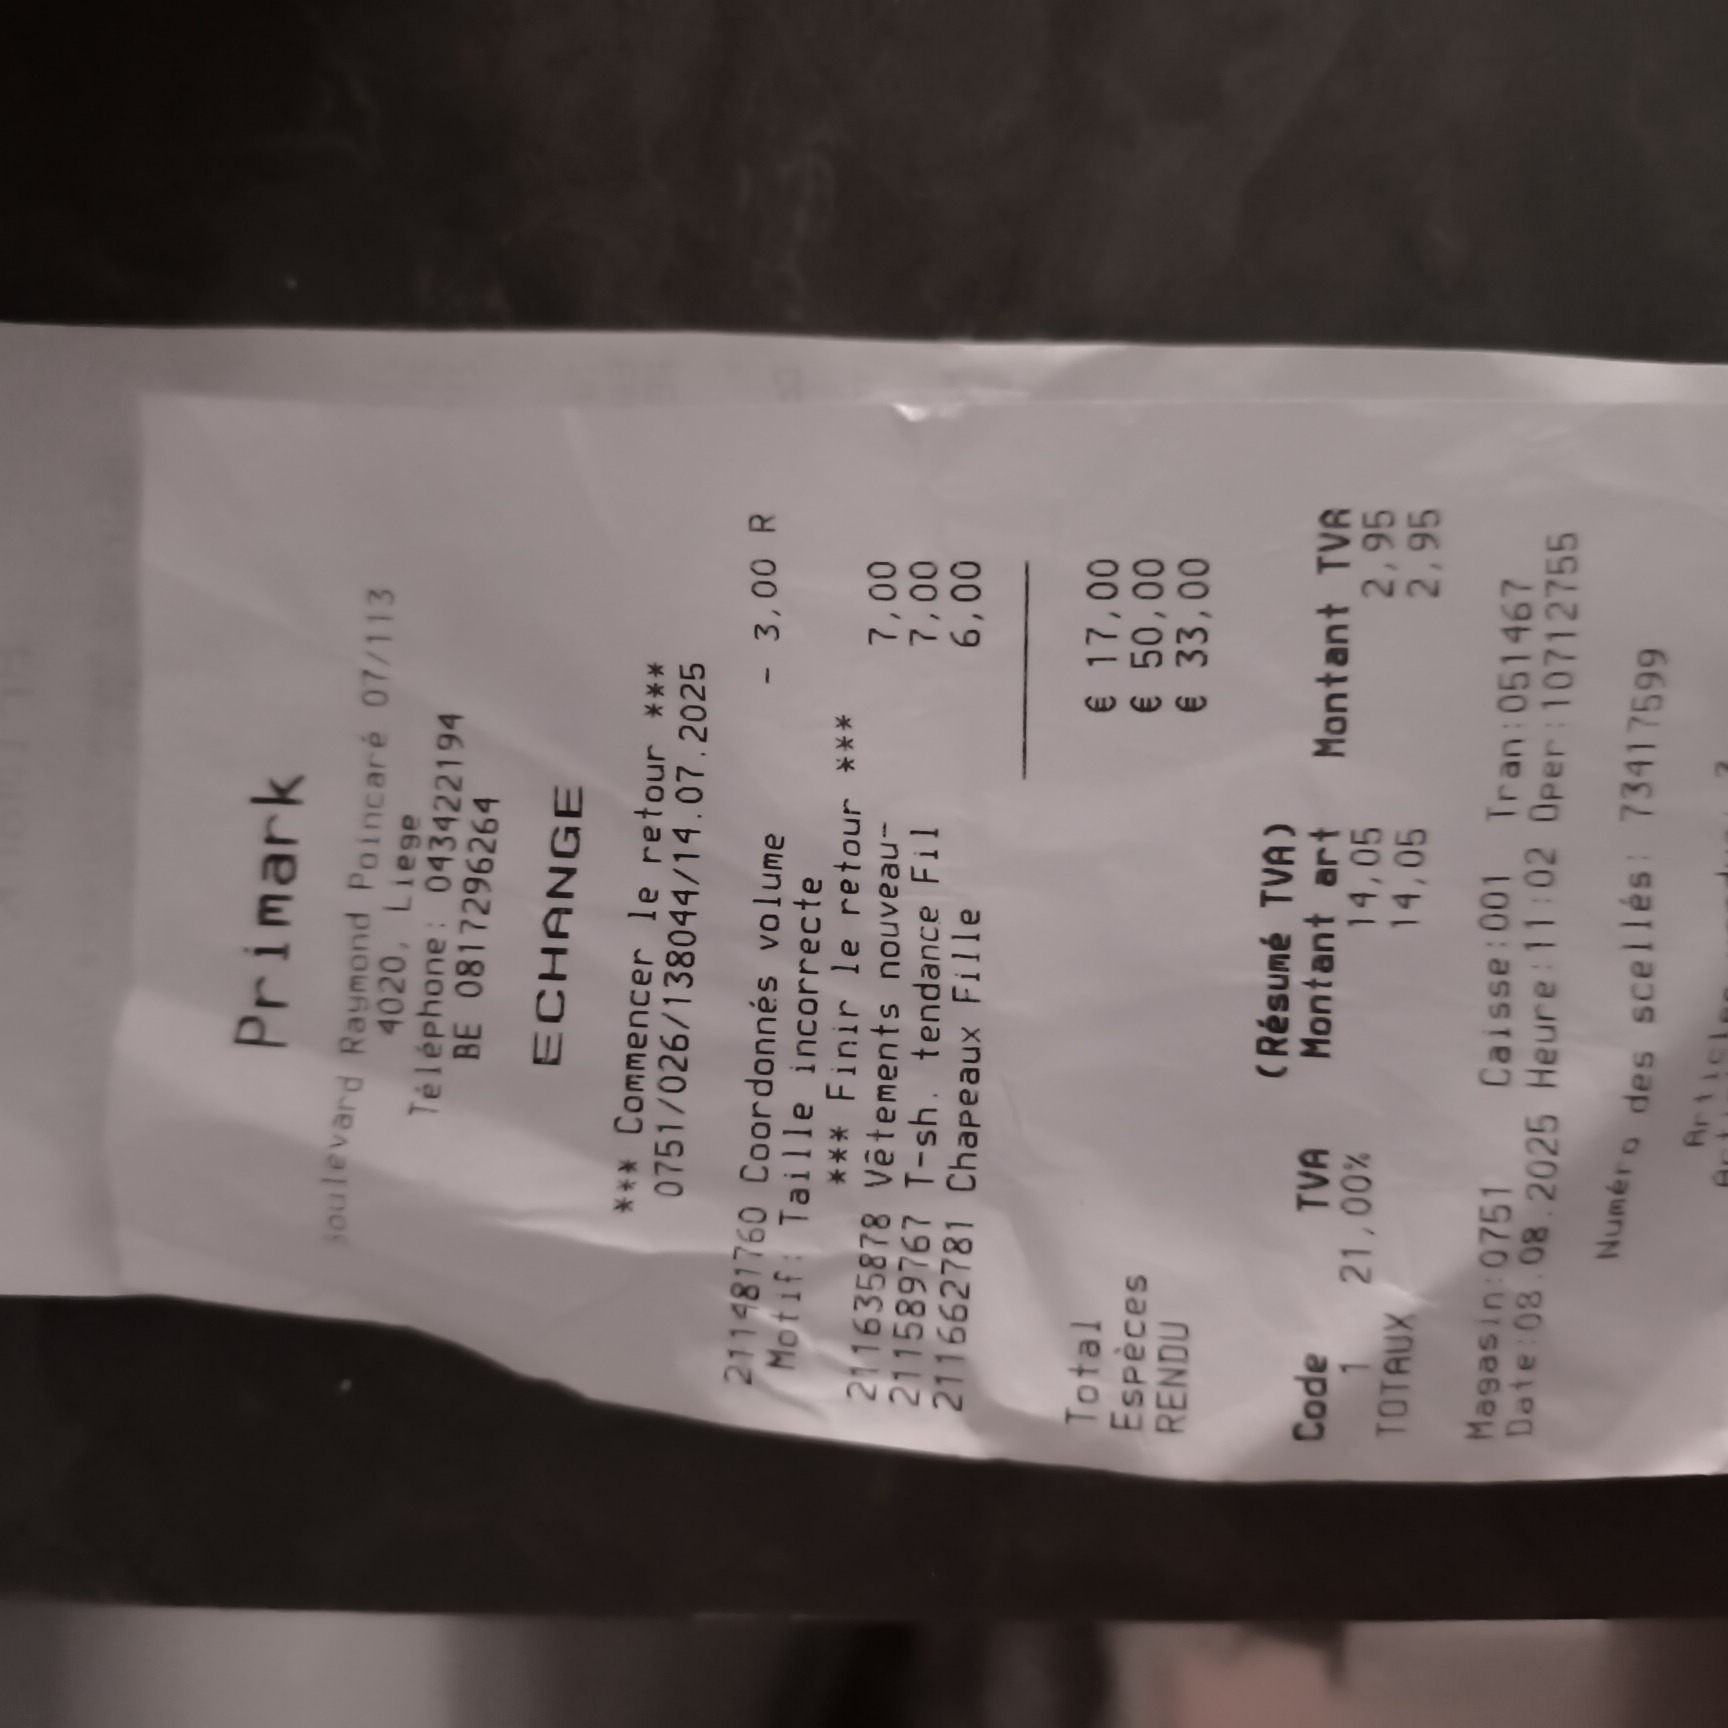 Primark
Boulevard Raymond Poincaré 07/113
4020, Liege
Téléphone: 043422194
BE 0817296264
ECHANGE
*** Commencer le retour ***
0751/026/138044/14.07.2025
211481760 Coordonnés volume - 3,00 R
Motif: Taille incorrecte
*** Finir le retour ***
211635878 Vêtements nouveau- 7,00
211589767 T-sh. tendance Fil 7,00
211662781 Chapeaux Fille 6,00
Total € 17,00
Espèces € 50,00
RENDU € 33,00
(Résumé TVA)
Code TVA Montant art Montant TVA
1 21,00% 14,05 2,95
TOTAUX 14,05 2,95
Magasin:0751 Caisse:001 Tran:051467
Date:08.08.2025 Heure:11:02 Oper:10712755
Numéro des scellés: 73417599